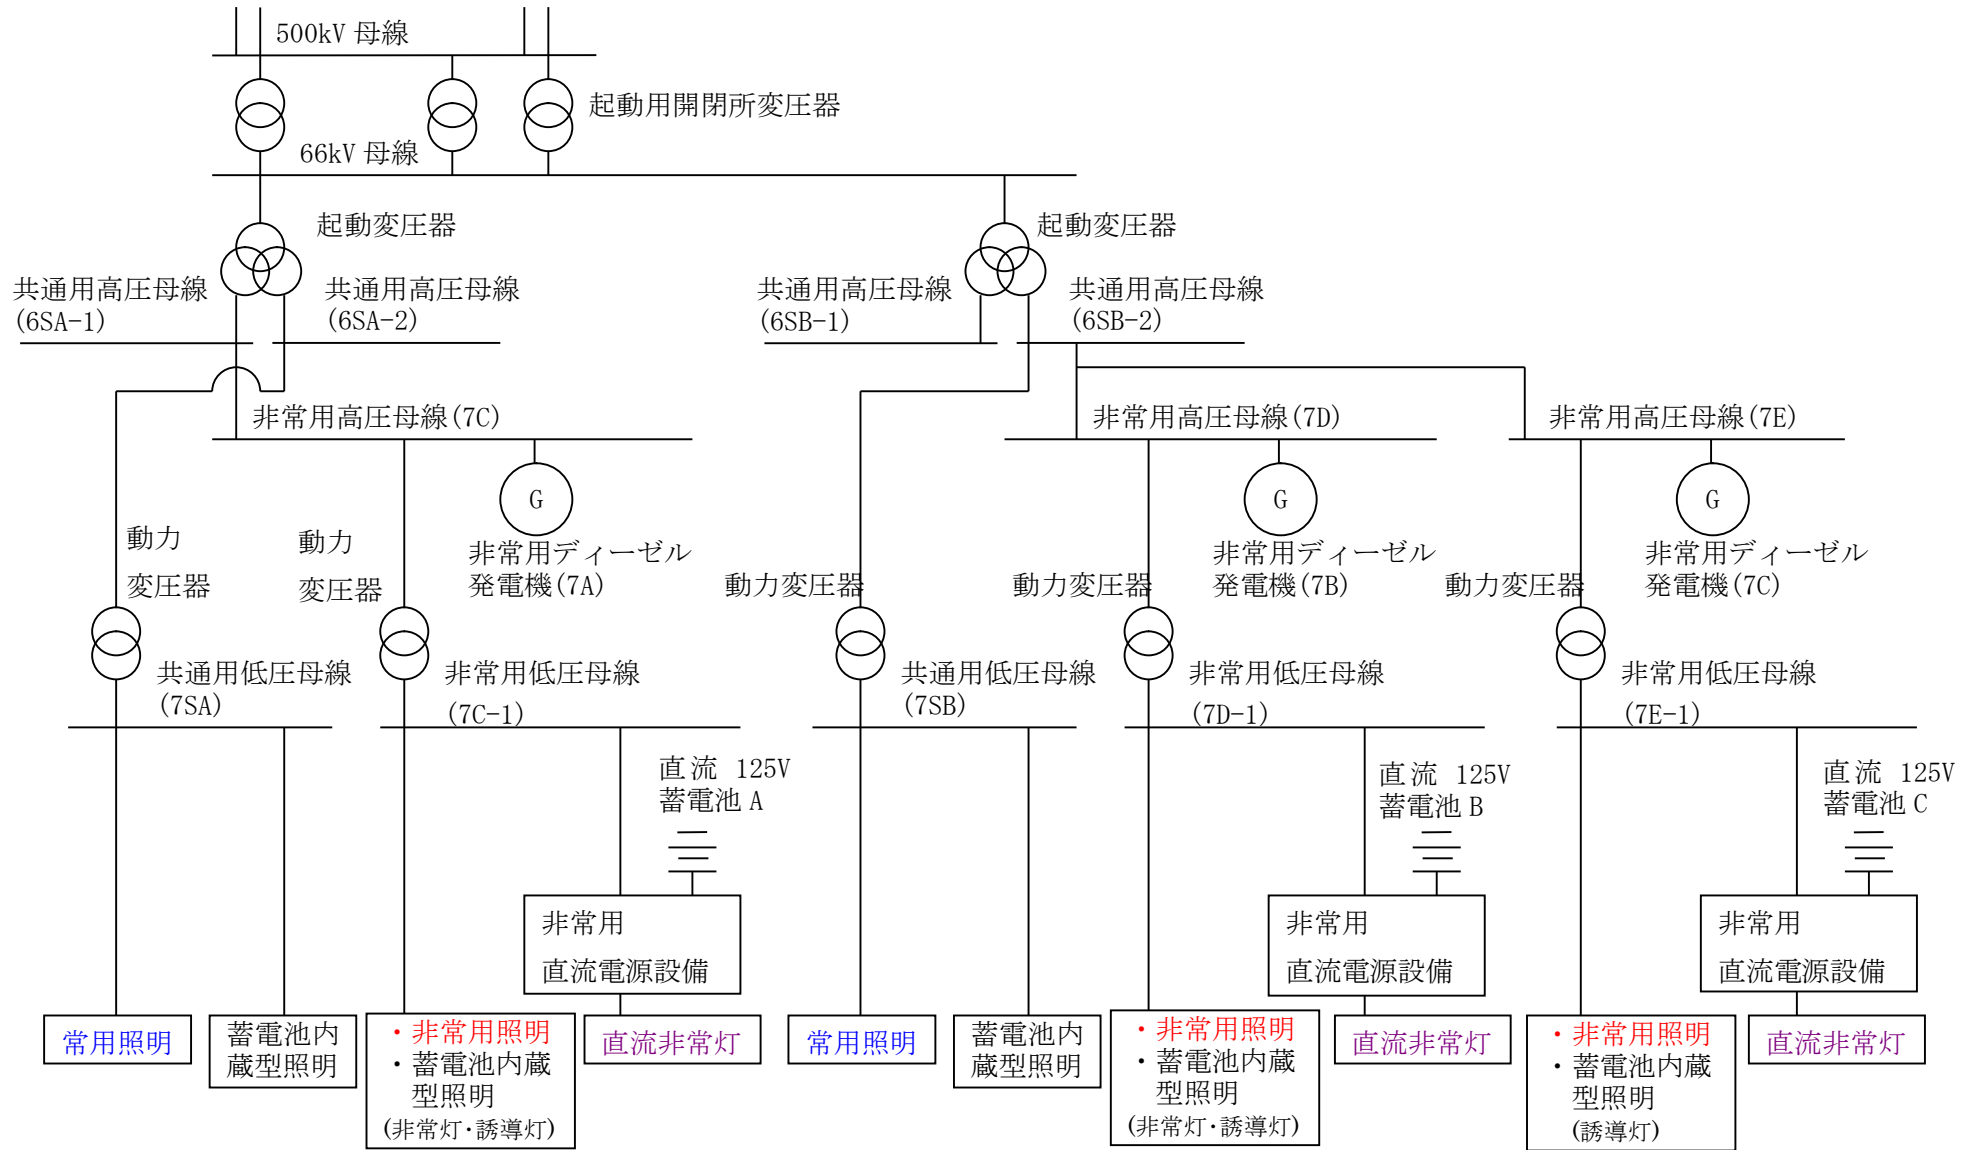 500kV 母線
起動用開閉所変圧器
66kV 母線
起動変圧器
起動変圧器
共通用高圧母線
(6SA-1)
共通用高圧母線
(6SA-2)
共通用高圧母線
(6SB-1)
共通用高圧母線
(6SB-2)
非常用高圧母線(7C)
非常用高圧母線(7D)
非常用高圧母線(7E)
G
G
G
動力
変圧器
動力
変圧器
非常用ディーゼル
発電機(7A)
動力変圧器
動力変圧器
非常用ディーゼル
発電機(7B)
動力変圧器
非常用ディーゼル
発電機(7C)
共通用低圧母線
(7SA)
非常用低圧母線
(7C-1)
共通用低圧母線
(7SB)
非常用低圧母線
(7D-1)
非常用低圧母線
(7E-1)
直流 125V
蓄電池 A
直流 125V
蓄電池 B
直流 125V
蓄電池 C
非常用
直流電源設備
非常用
直流電源設備
非常用
直流電源設備
常用照明
蓄電池内
蔵型照明
・非常用照明
・蓄電池内蔵
型照明
(非常灯・誘導灯)
直流非常灯
常用照明
蓄電池内
蔵型照明
・非常用照明
・蓄電池内蔵
型照明
(非常灯・誘導灯)
直流非常灯
・非常用照明
・蓄電池内蔵
型照明
(誘導灯)
直流非常灯